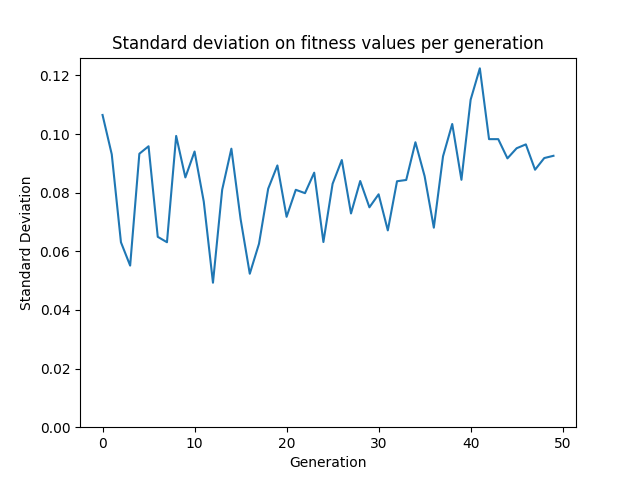 Standard deviation on fitness values per generation
0.12
0.10
0.08
0.06
0.04
0.02
0.00
Standard Deviation
0 10 20 30 40 50
Generation